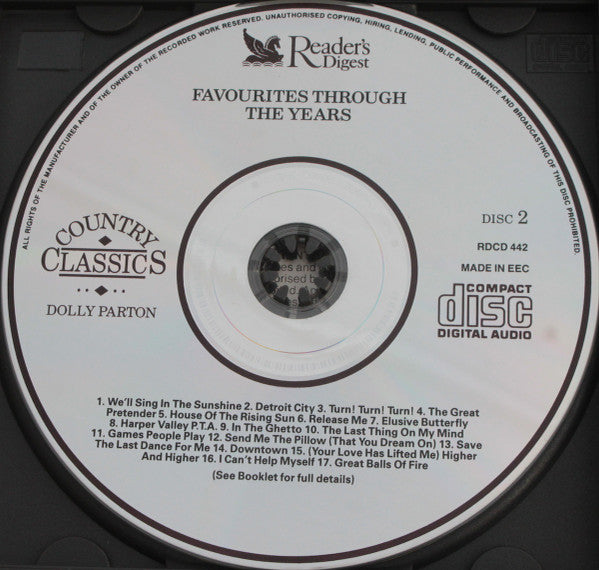 ALL RIGHTS OF THE MANUFACTURER AND OF THE OWNER OF THE RECORDED WORK RESERVED. UNAUTHORISED COPYING, HIRING, LENDING, PUBLIC PERFORMANCE AND BROADCASTING OF THIS DISC PROHIBITED.
Reader's
Digest
FAVOURITES THROUGH
THE YEARS
COUNTRY
CLASSICS
DOLLY PARTON
DISC 2
RDCD 442
MADE IN EEC
COMPACT
disc
DIGITAL AUDIO
1. We'll Sing In The Sunshine 2. Detroit City 3. Turn! Turn! Turn! 4. The Great
Pretender 5. House Of The Rising Sun 6. Release Me 7. Elusive Butterfly
8. Harper Valley P.T.A. 9. In The Ghetto 10. The Last Thing On My Mind
11. Games People Play 12. Send Me The Pillow (That You Dream On) 13. Save
The Last Dance For Me 14. Downtown 15. (Your Love Has Lifted Me) Higher
And Higher 16. I Can't Help Myself 17. Great Balls Of Fire
(See Booklet for full details)
disc